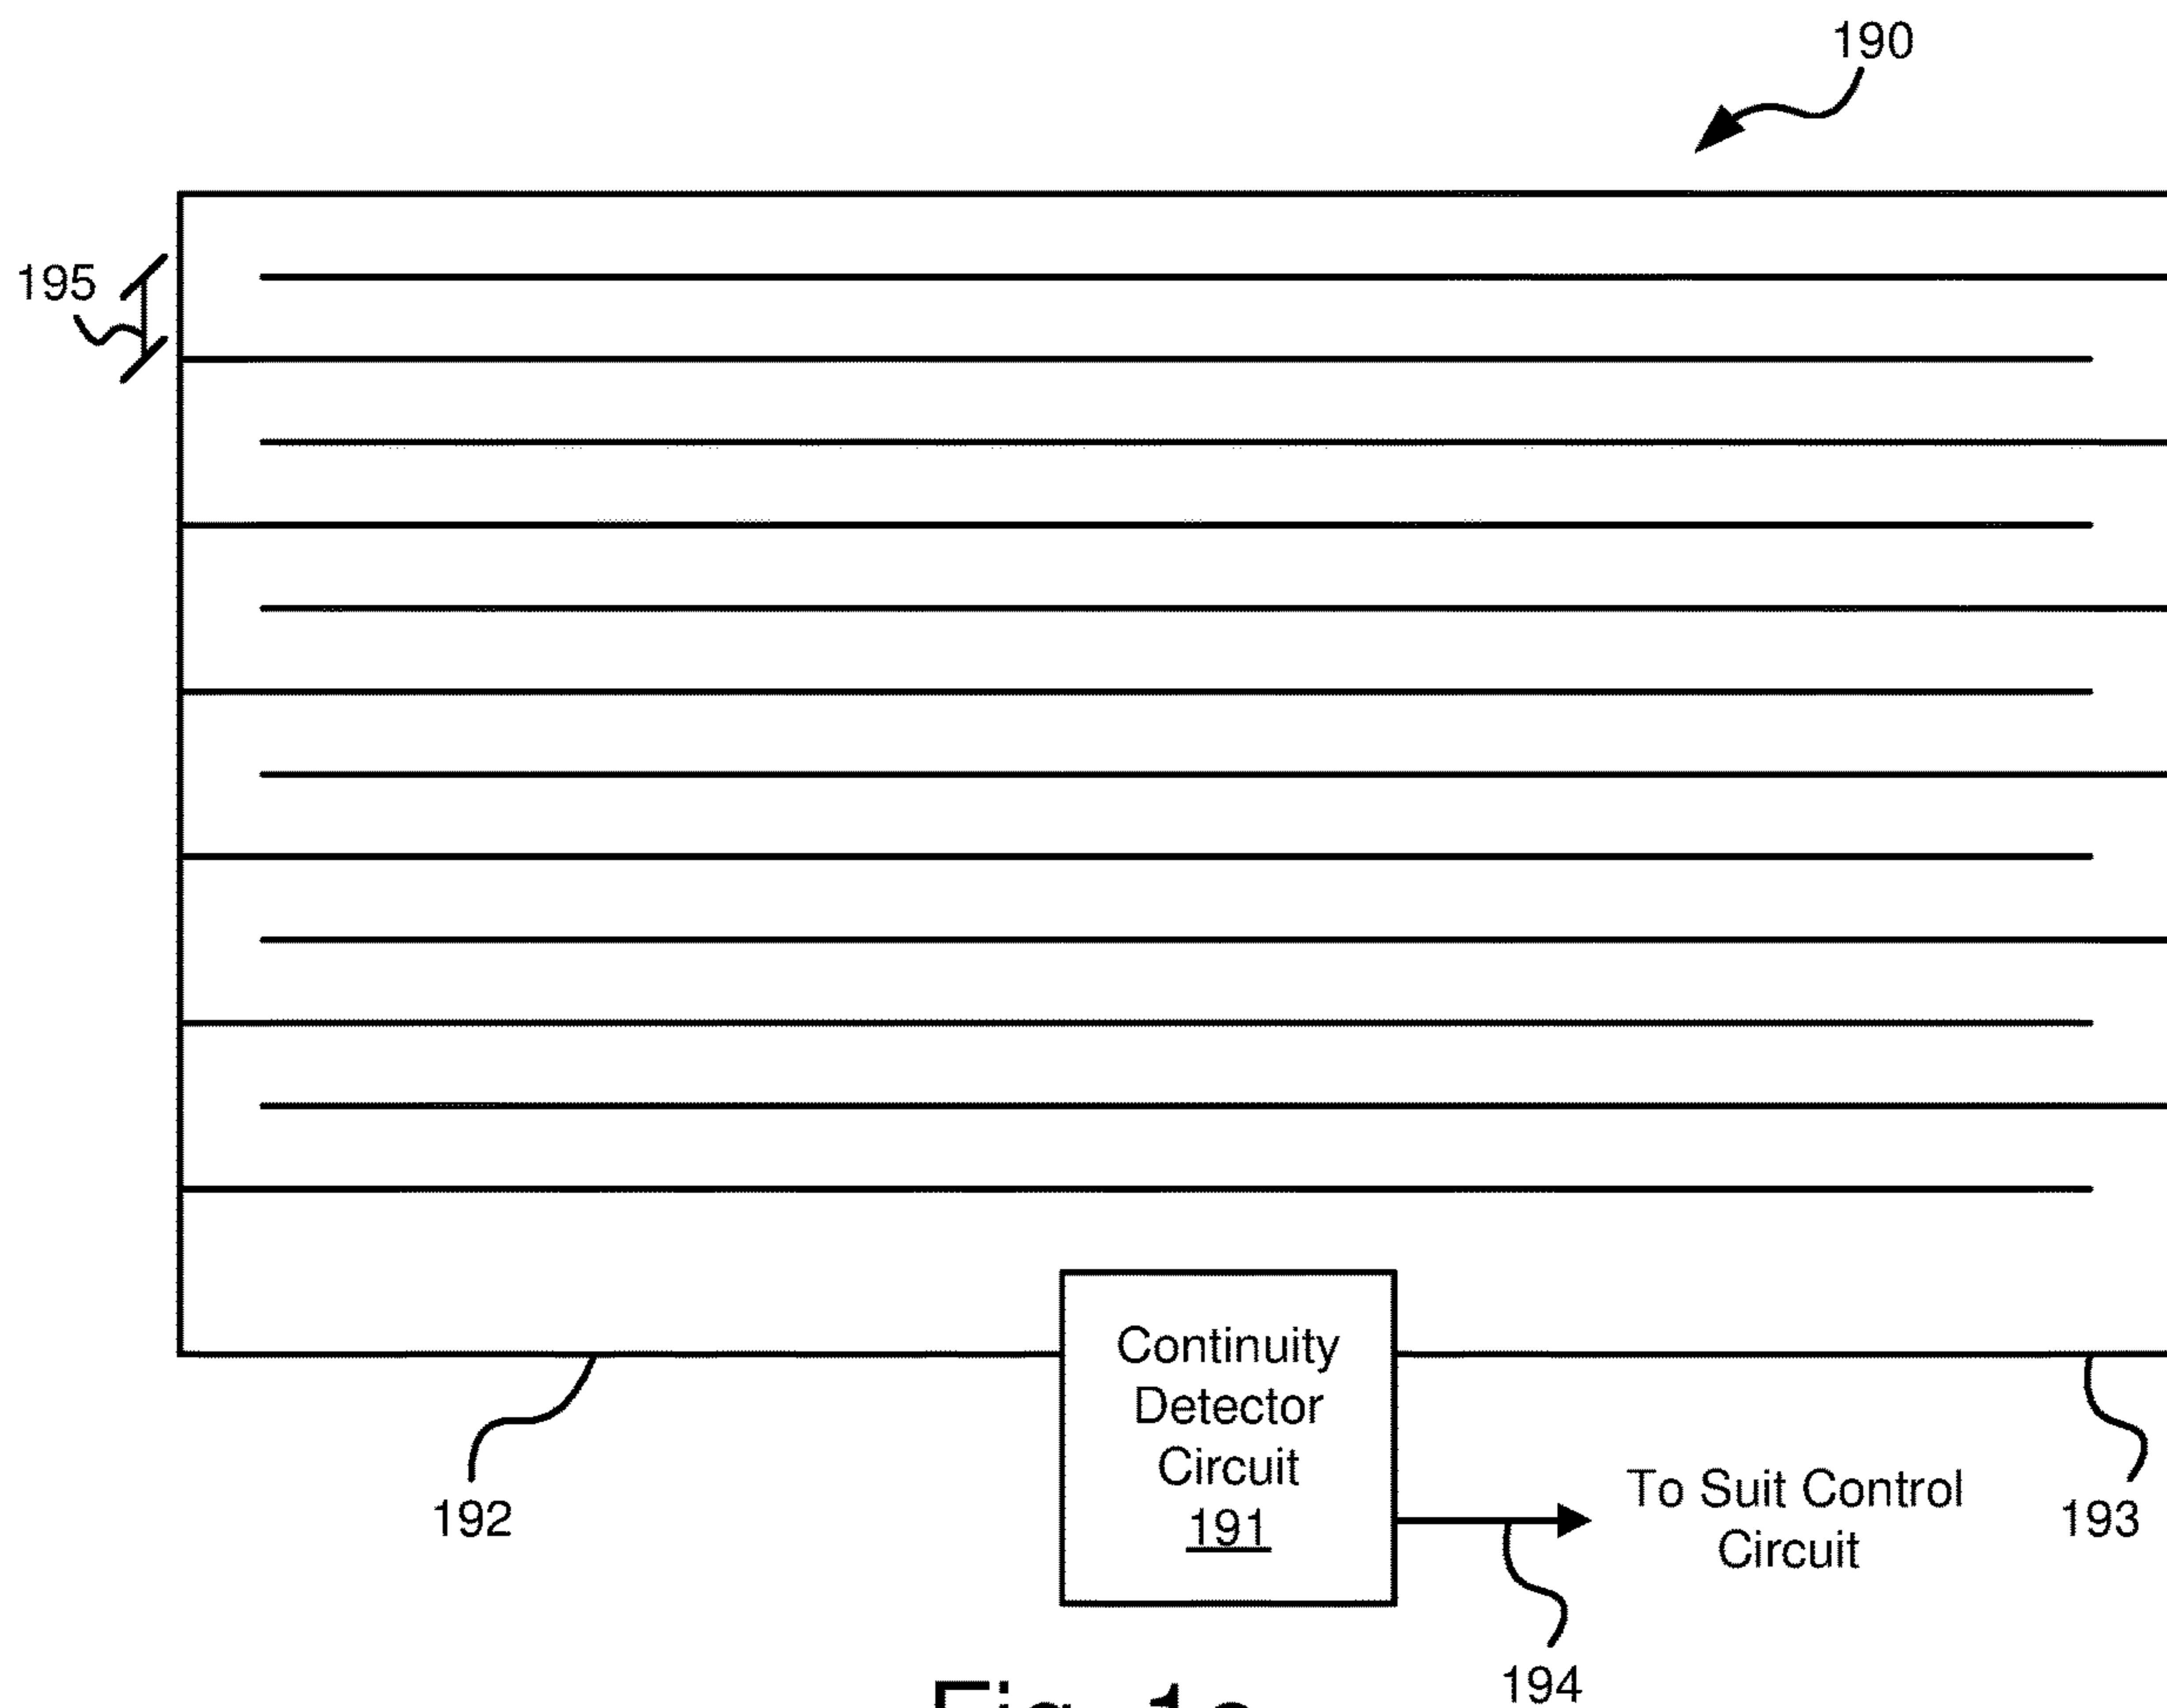 190
195
Continuity
Detector
Circuit
191
To Suit Control
Circuit
192
193
194